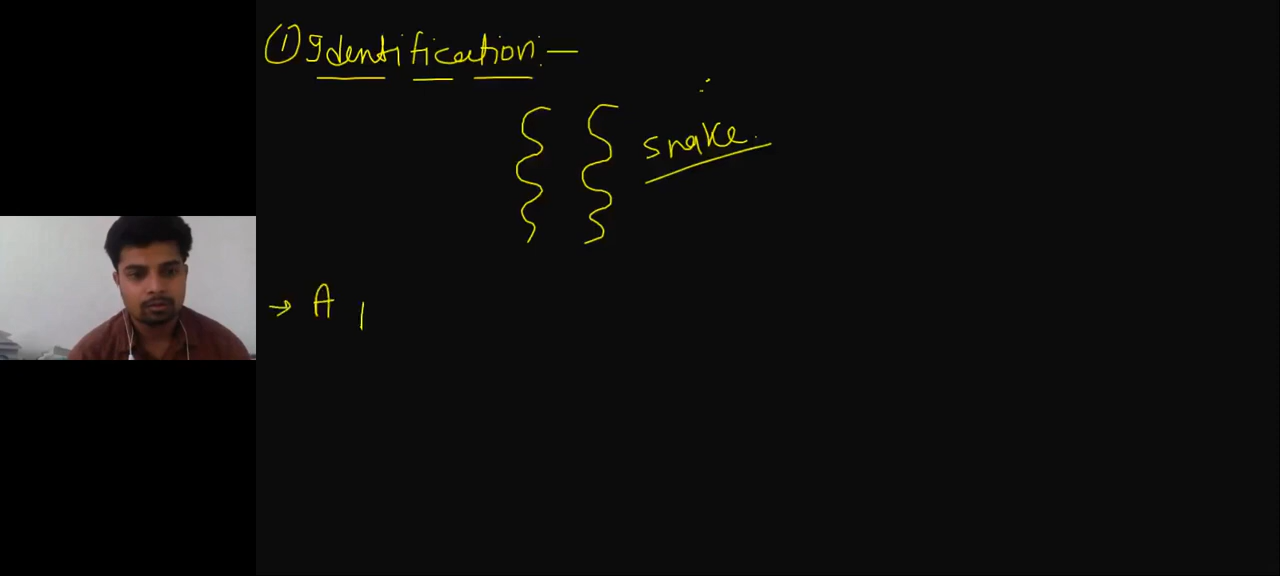 ① Identification:—
snake.
→ A